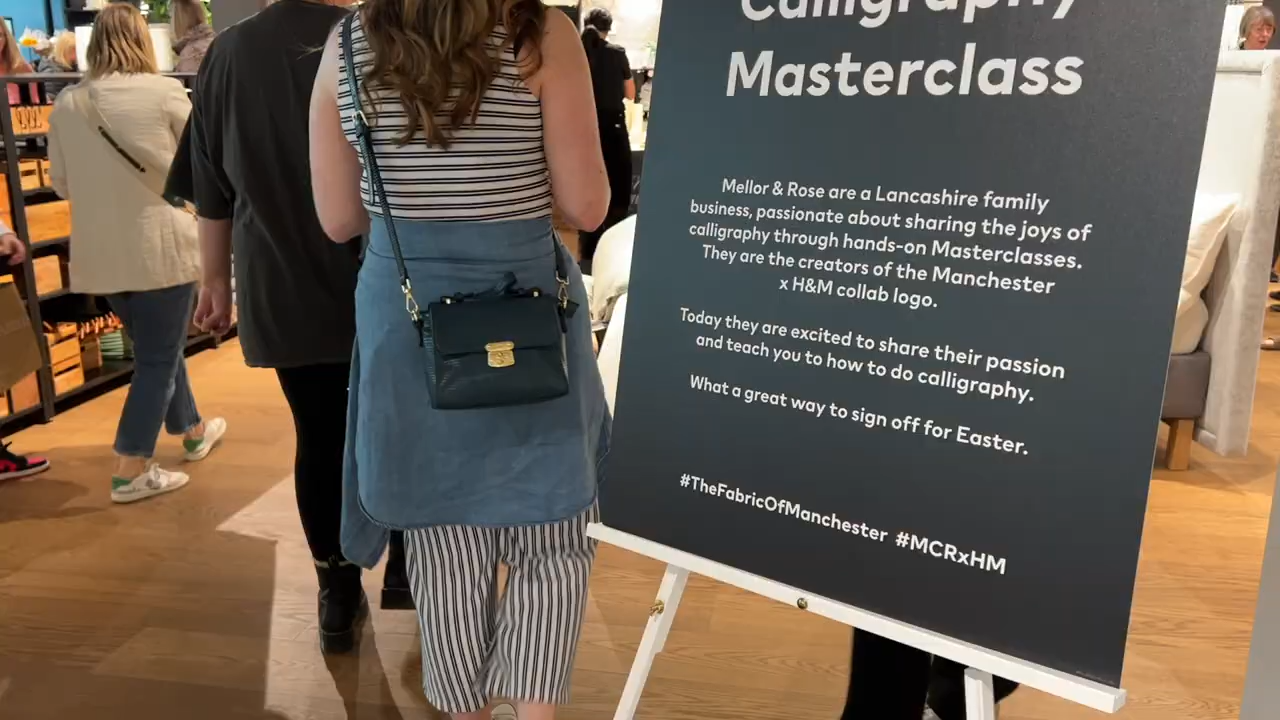 Calligraphy
Masterclass
Mellor & Rose are a Lancashire family
business, passionate about sharing the joys of
calligraphy through hands-on Masterclasses.
They are the creators of the Manchester
x H&M collab logo.
Today they are excited to share their passion
and teach you to how to do calligraphy.
What a great way to sign off for Easter.
#TheFabricOfManchester #MCRxHM